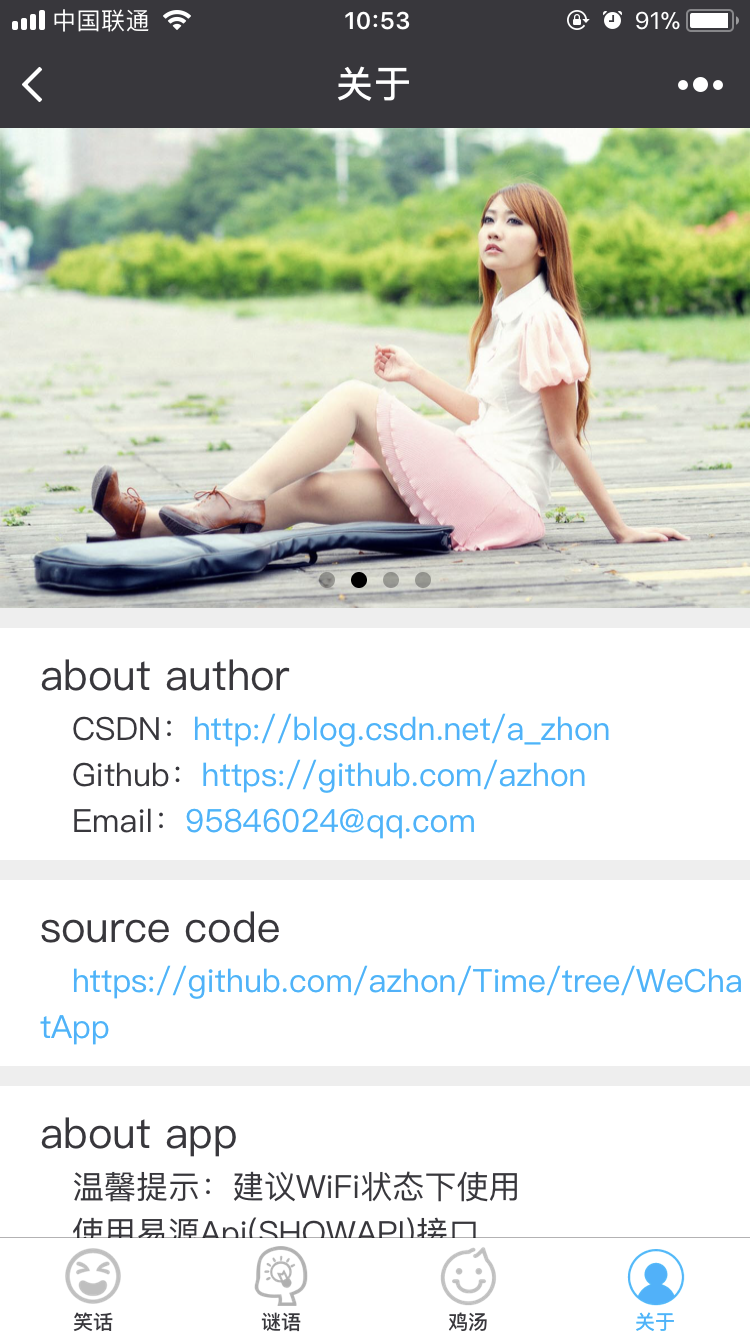 中国联通 10:53 91%
关于
about author
CSDN：http://blog.csdn.net/a_zhon
Github：https://github.com/azhon
Email：95846024@qq.com
source code
https://github.com/azhon/Time/tree/WeCha
tApp
about app
温馨提示：建议WiFi状态下使用
使用易源Api(SHOWAPI)接口
笑话 谜语 鸡汤 关于